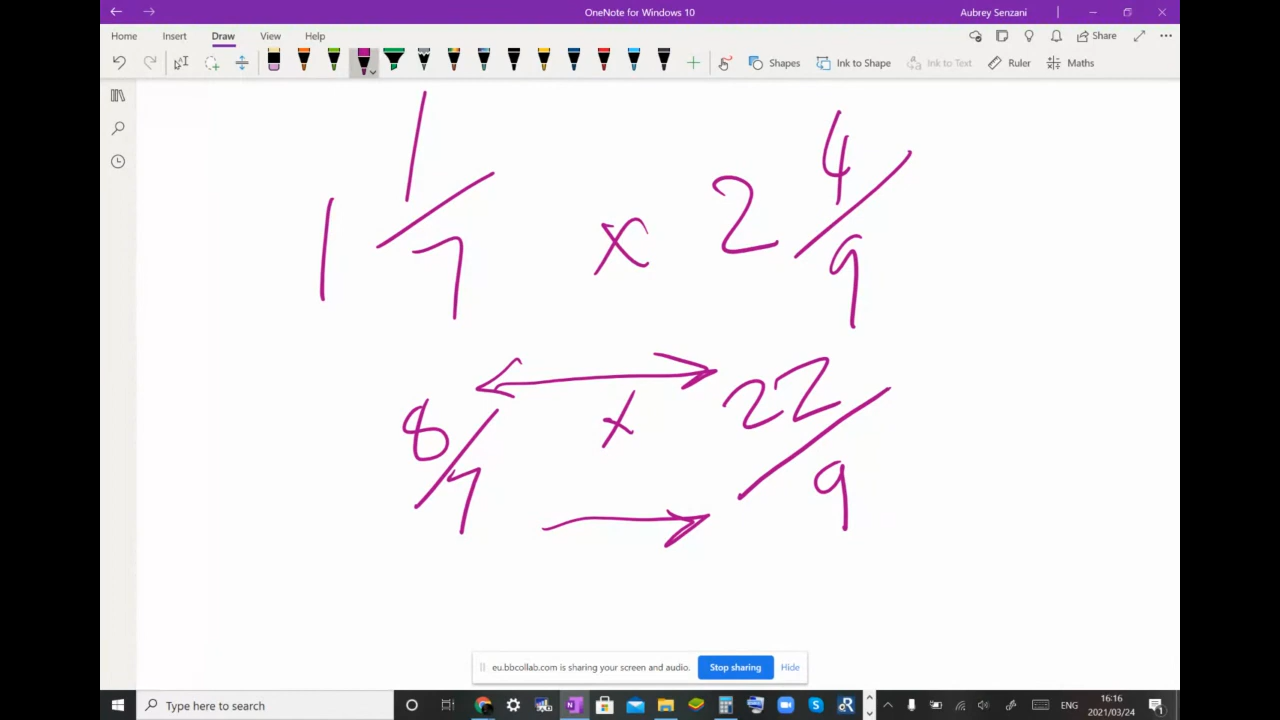 OneNote for Windows 10
Aubrey Senzani
Home Insert Draw View Help
Share
Shapes Ink to Shape Ink to Text Ruler Maths
1 1/7 x 2 4/9
8/7 x 22/9
eu.bbcollab.com is sharing your screen and audio. Stop sharing Hide
Type here to search
ENG
16:16
2021/03/24
1